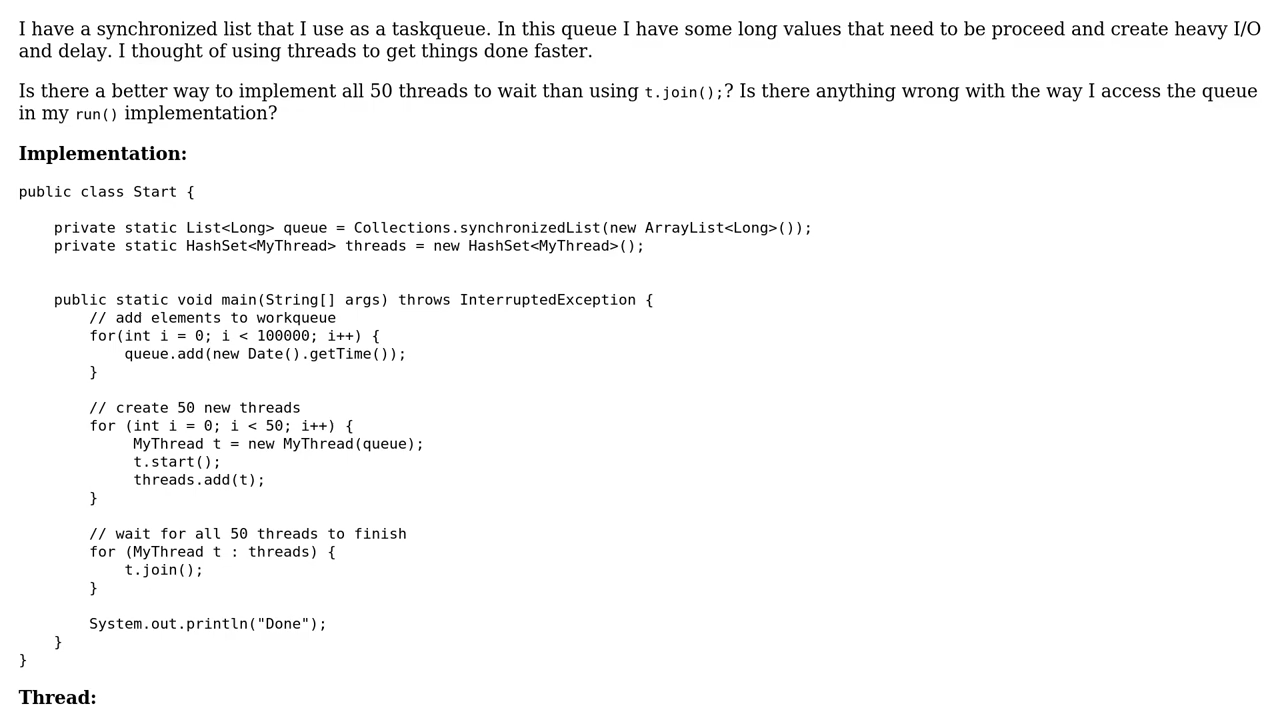 I have a synchronized list that I use as a taskqueue. In this queue I have some long values that need to be proceed and create heavy I/O
and delay. I thought of using threads to get things done faster.
Is there a better way to implement all 50 threads to wait than using t.join();? Is there anything wrong with the way I access the queue
in my run() implementation?
Implementation:
public class Start {
    private static List<Long> queue = Collections.synchronizedList(new ArrayList<Long>());
    private static HashSet<MyThread> threads = new HashSet<MyThread>();
    public static void main(String[] args) throws InterruptedException {
        // add elements to workqueue
        for(int i = 0; i < 100000; i++) {
            queue.add(new Date().getTime());
        }
        // create 50 new threads
        for (int i = 0; i < 50; i++) {
             MyThread t = new MyThread(queue);
             t.start();
             threads.add(t);
        }
        // wait for all 50 threads to finish
        for (MyThread t : threads) {
            t.join();
        }
        System.out.println("Done");
    }
}
Thread: